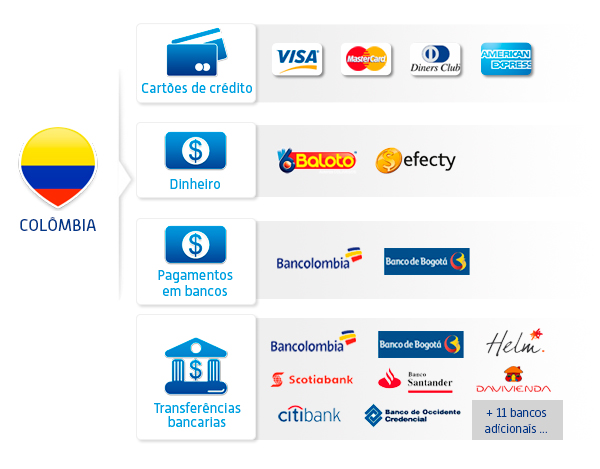 COLÔMBIA
Cartões de crédito
VISA
MasterCard
Diners Club
AMERICAN
EXPRESS
Dinheiro
Baloto
efecty
Pagamentos
em bancos
Bancolombia
Banco de Bogotá
Transferências
bancarias
Bancolombia
Banco de Bogotá
Helm.
Scotiabank
Banco
Santander
DAVIVIENDA
citibank
Banco de Occidente
Credencial
+ 11 bancos
adicionais ...